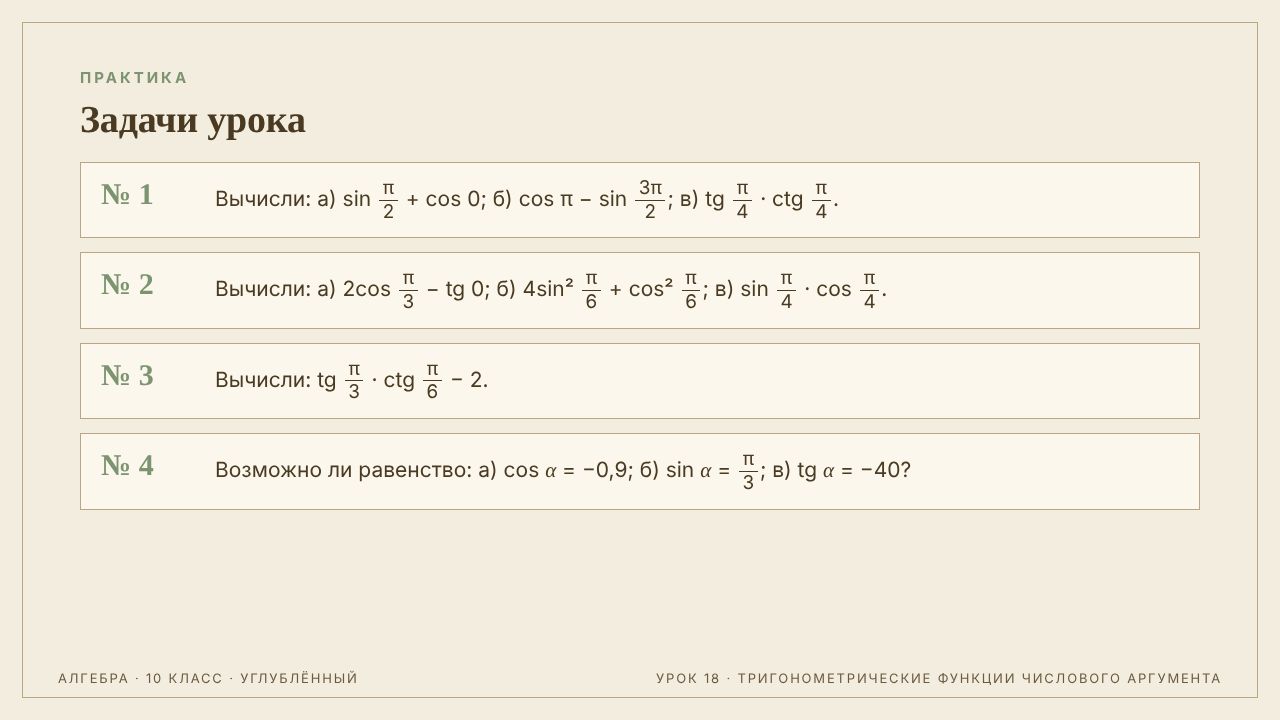 ПРАКТИКА
Задачи урока
№ 1 Вычисли: а) sin π/2 + cos 0; б) cos π − sin 3π/2; в) tg π/4 · ctg π/4.
№ 2 Вычисли: а) 2cos π/3 − tg 0; б) 4sin² π/6 + cos² π/6; в) sin π/4 · cos π/4.
№ 3 Вычисли: tg π/3 · ctg π/6 − 2.
№ 4 Возможно ли равенство: а) cos α = −0,9; б) sin α = π/3; в) tg α = −40?
АЛГЕБРА · 10 КЛАСС · УГЛУБЛЁННЫЙ
УРОК 18 · ТРИГОНОМЕТРИЧЕСКИЕ ФУНКЦИИ ЧИСЛОВОГО АРГУМЕНТА